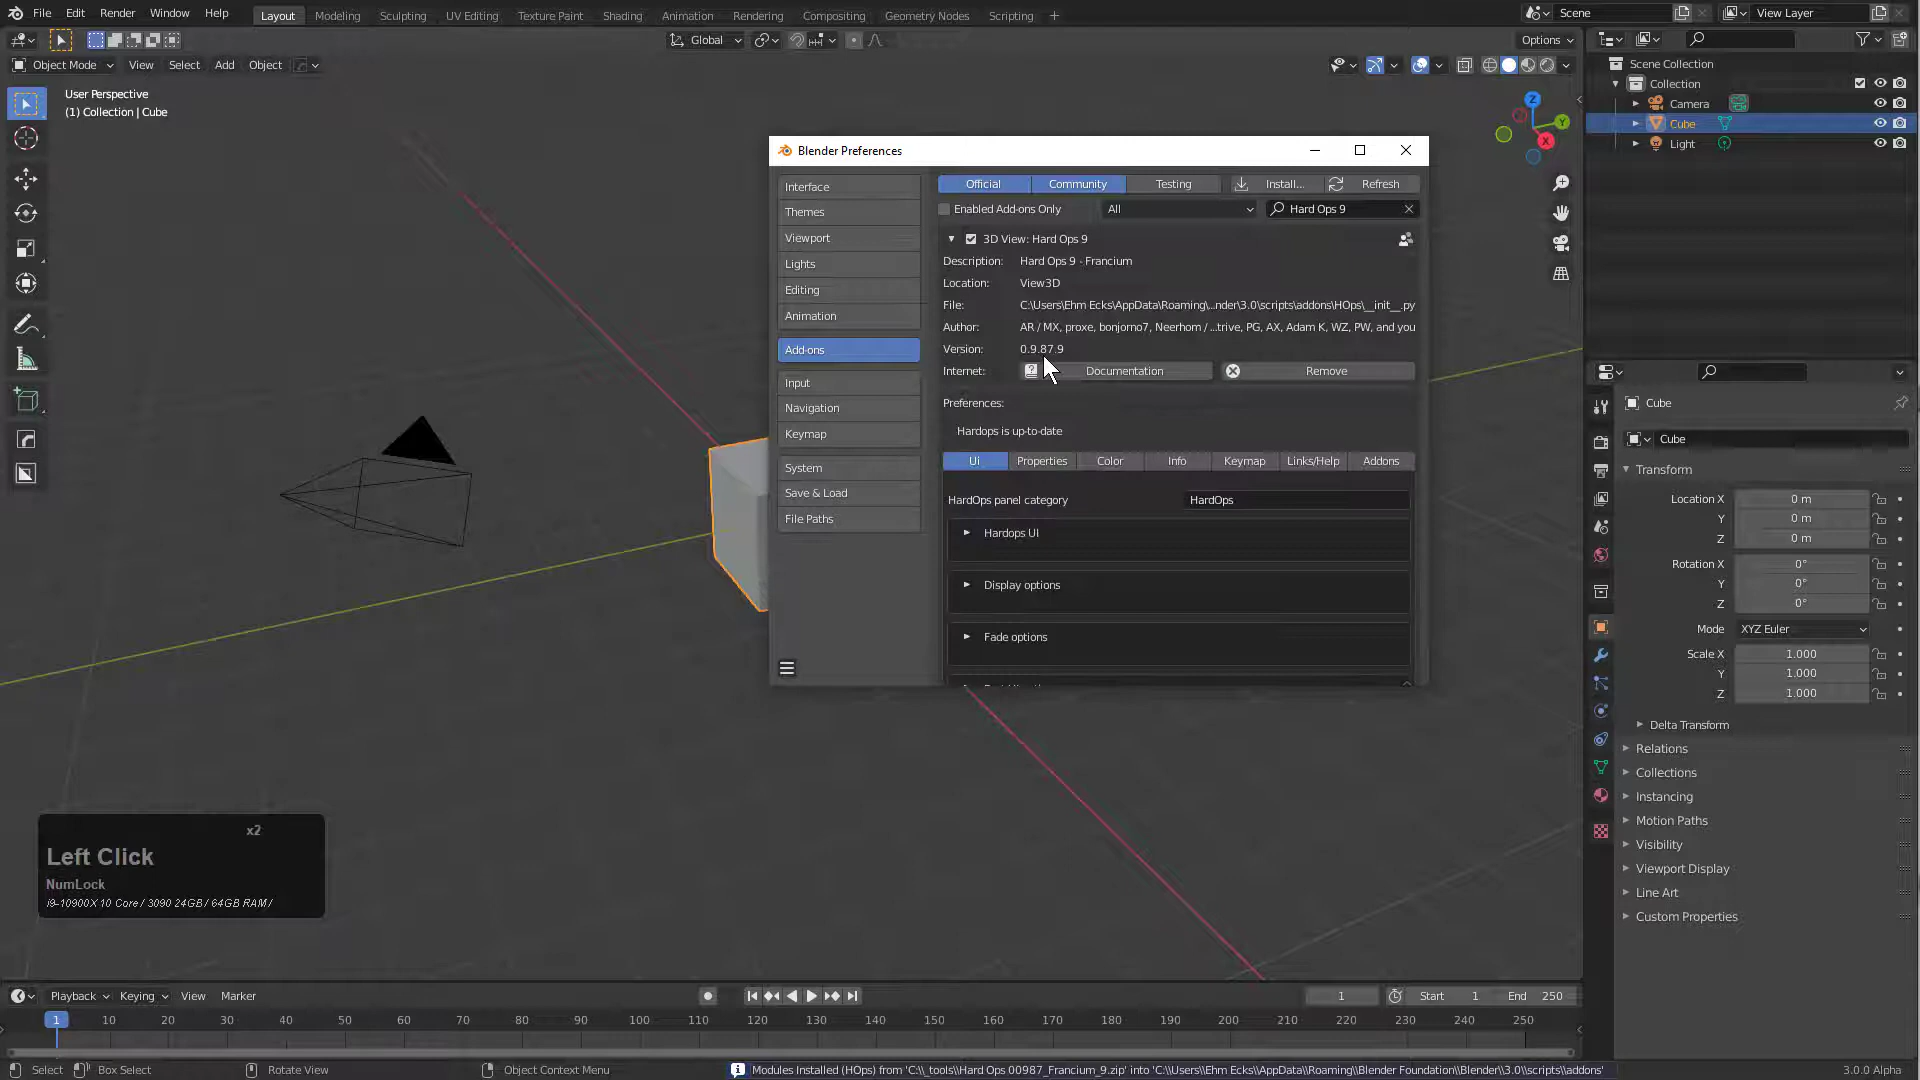 File Edit Render Window Help Layout Modeling Sculpting UV Editing Texture Paint Shading Animation Rendering Compositing Geometry Nodes Scripting + Scene View Layer
Global Options
Object Mode View Select Add Object
User Perspective
(1) Collection | Cube
Z
Y
X
Scene Collection
Collection
Camera
Cube
Light
Blender Preferences
Interface
Themes
Viewport
Lights
Editing
Animation
Add-ons
Input
Navigation
Keymap
System
Save & Load
File Paths
Official Community Testing Install... Refresh
Enabled Add-ons Only All Hard Ops 9
3D View: Hard Ops 9
Description: Hard Ops 9 - Francium
Location: View3D
File: C:\Users\Ehm Ecks\AppData\Roaming\...nder\3.0\scripts\addons\HOps\__init__.py
Author: AR / MX, proxe, bonjorno7, Neerhom / ...trive, PG, AX, Adam K, WZ, PW, and you
Version: 0.9.87.9
Internet: Documentation Remove
Preferences:
Hardops is up-to-date
Ui Properties Color Info Keymap Links/Help Addons
HardOps panel category HardOps
Hardops UI
Display options
Fade options
Cube
Cube
Transform
Location X 0 m
Y 0 m
Z 0 m
Rotation X 0°
Y 0°
Z 0°
Mode XYZ Euler
Scale X 1.000
Y 1.000
Z 1.000
Delta Transform
Relations
Collections
Instancing
Motion Paths
Visibility
Viewport Display
Line Art
Custom Properties
x2
Left Click
NumLock
i9-10900X 10 Core / 3090 24GB / 64GB RAM /
Playback Keying View Marker 1 Start 1 End 250
1 10 20 30 40 50 60 70 80 90 100 110 120 130 140 150 160 170 180 190 200 210 220 230 240 250
Select Box Select Rotate View Object Context Menu Modules Installed (HOps) from 'C:\\_tools\\Hard Ops 00987_Francium_9.zip' into 'C:\\Users\\Ehm Ecks\\AppData\\Roaming\\Blender Foundation\\Blender\\3.0\\scripts\\addons' 3.0.0 Alpha